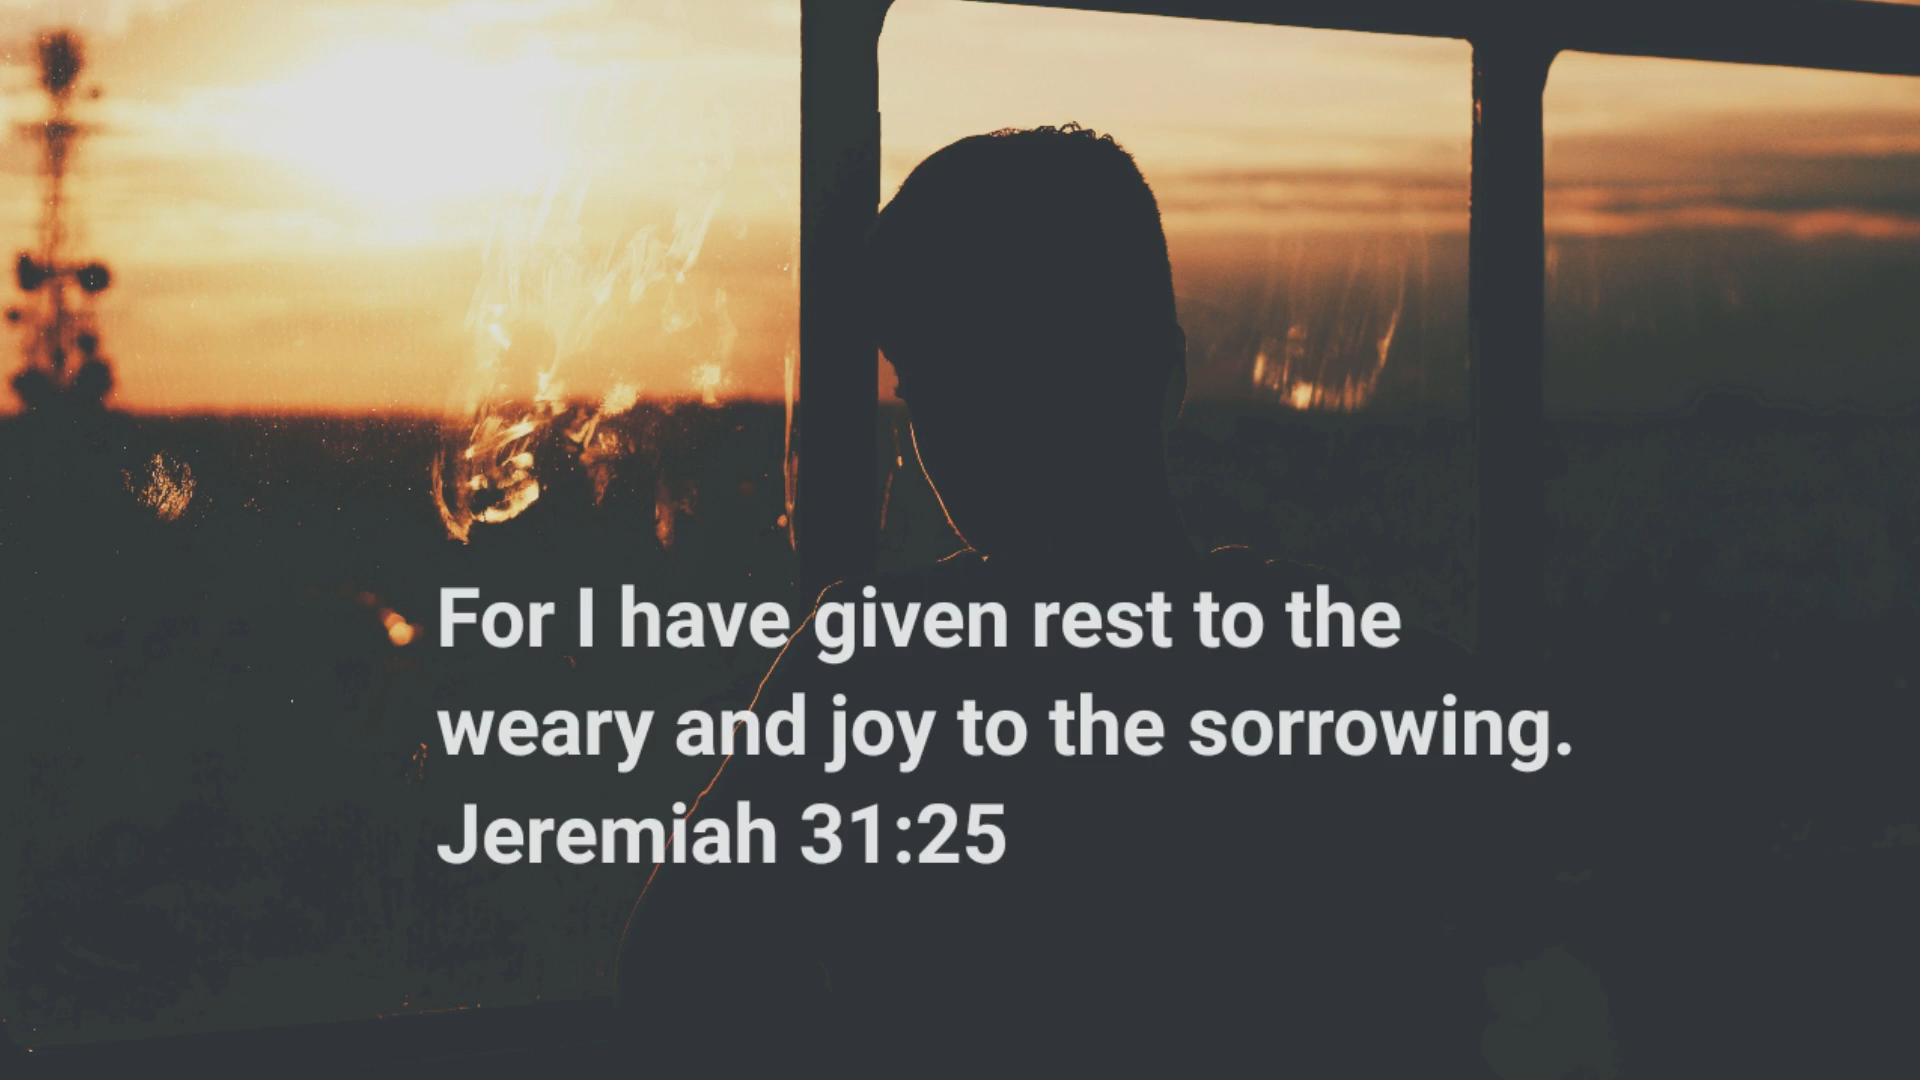 For I have given rest to the
weary and joy to the sorrowing.
Jeremiah 31:25